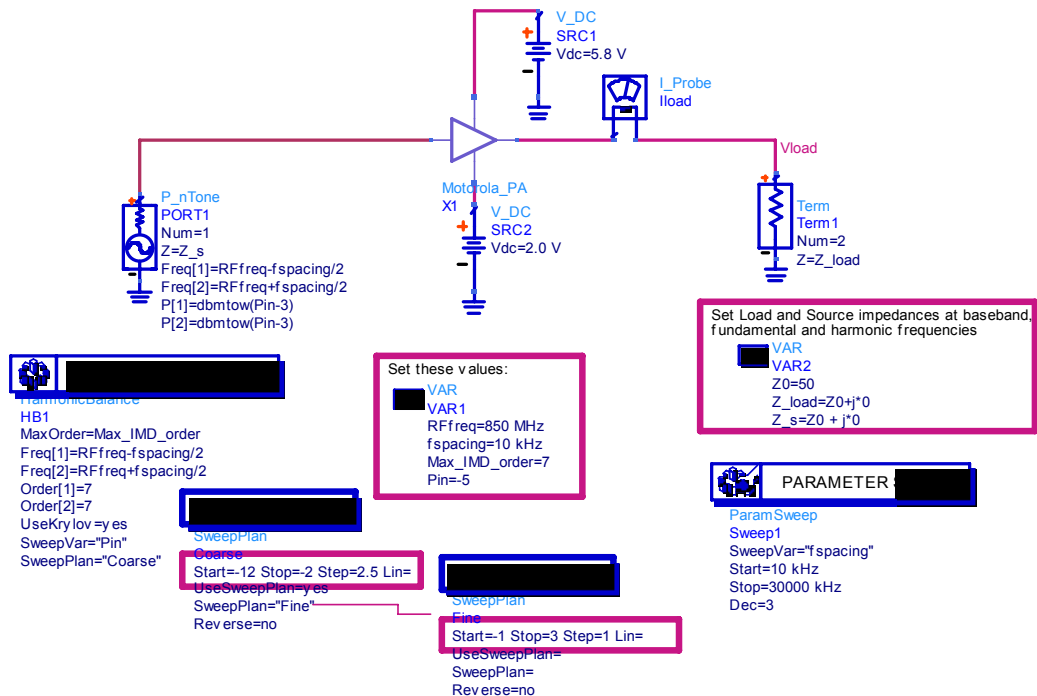 V_DC
SRC1
Vdc=5.8 V
I_Probe
Iload
Vload
Motorola_PA
X1
V_DC
SRC2
Vdc=2.0 V
P_nTone
PORT1
Num=1
Z=Z_s
Freq[1]=RFfreq-fspacing/2
Freq[2]=RFfreq+fspacing/2
P[1]=dbmtow(Pin-3)
P[2]=dbmtow(Pin-3)
Term
Term1
Num=2
Z=Z_load
HarmonicBalance
HB1
MaxOrder=Max_IMD_order
Freq[1]=RFfreq-fspacing/2
Freq[2]=RFfreq+fspacing/2
Order[1]=7
Order[2]=7
UseKrylov=yes
SweepVar="Pin"
SweepPlan="Coarse"
Set these values:
VAR
VAR1
RFfreq=850 MHz
fspacing=10 kHz
Max_IMD_order=7
Pin=-5
Set Load and Source impedances at baseband,
fundamental and harmonic frequencies
VAR
VAR2
Z0=50
Z_load=Z0+j*0
Z_s=Z0 + j*0
SweepPlan
Coarse
Start=-12 Stop=-2 Step=2.5 Lin=
UseSweepPlan=yes
SweepPlan="Fine"
Reverse=no
SweepPlan
Fine
Start=-1 Stop=3 Step=1 Lin=
UseSweepPlan=
SweepPlan=
Reverse=no
PARAMETER
ParamSweep
Sweep1
SweepVar="fspacing"
Start=10 kHz
Stop=30000 kHz
Dec=3